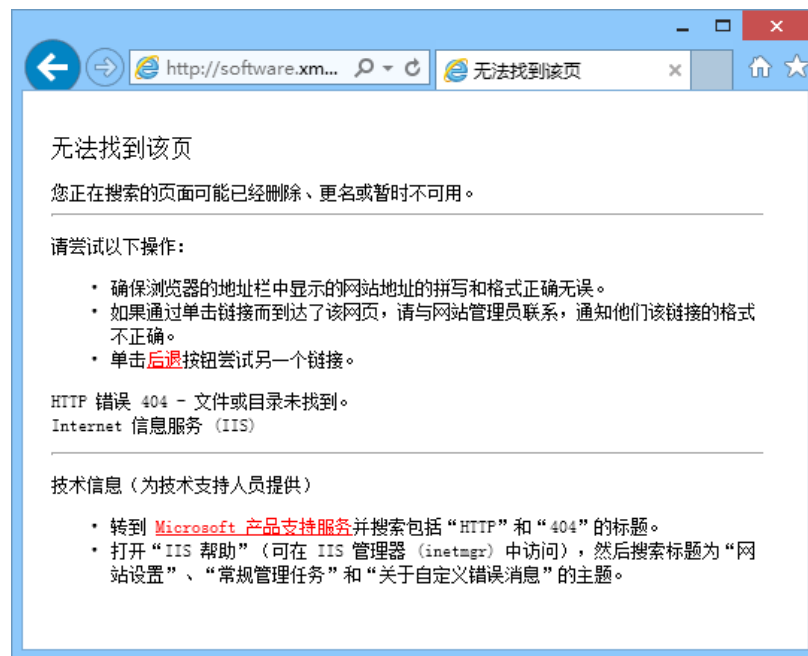 http://software.xm...
无法找到该页
无法找到该页
您正在搜索的页面可能已经删除、更名或暂时不可用。
请尝试以下操作:
• 确保浏览器的地址栏中显示的网站地址的拼写和格式正确无误。
• 如果通过单击链接而到达了该网页，请与网站管理员联系，通知他们该链接的格式
不正确。
• 单击后退按钮尝试另一个链接。
HTTP 错误 404 - 文件或目录未找到。
Internet 信息服务 (IIS)
技术信息（为技术支持人员提供）
• 转到 Microsoft 产品支持服务并搜索包括“HTTP”和“404”的标题。
• 打开“IIS 帮助”（可在 IIS 管理器 (inetmgr) 中访问），然后搜索标题为“网
站设置”、“常规管理任务”和“关于自定义错误消息”的主题。